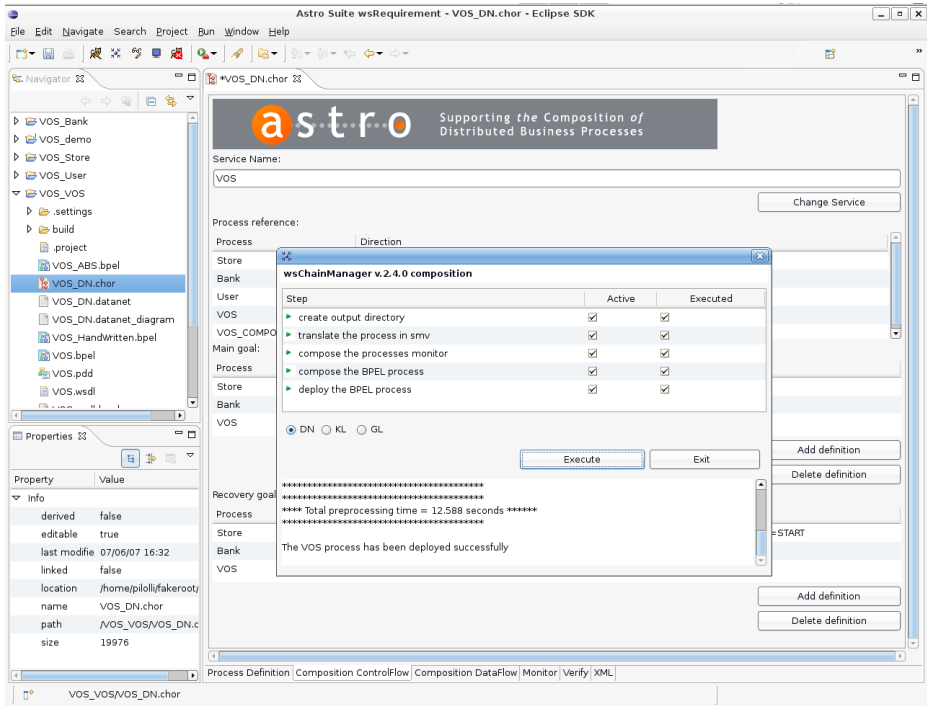 Astro Suite wsRequirement - VOS_DN.chor - Eclipse SDK
File Edit Navigate Search Project Run Window Help
Navigator
*VOS_DN.chor
VOS_Bank
VOS_demo
VOS_Store
VOS_User
VOS_VOS
.settings
build
.project
VOS_ABS.bpel
VOS_DN.chor
VOS_DN.datanet
VOS_DN.datanet_diagram
VOS_HandWritten.bpel
VOS.bpel
VOS.pdd
VOS.wsdl
Properties
Property Value
Info
derived false
editable true
last modifie 07/06/07 16:32
linked false
location /home/pilolli/fakeroot/
name VOS_DN.chor
path /VOS_VOS/VOS_DN.c
size 19976
astro
Supporting the Composition of
Distributed Business Processes
Service Name:
VOS
Change Service
Process reference:
Process Direction
Store
Bank
User
VOS
VOS_COMPO
Main goal:
Process
Store
Bank
VOS
Add definition
Delete definition
Recovery goal
Process
Store =START
Bank
VOS
Add definition
Delete definition
wsChainManager v.2.4.0 composition
Step Active Executed
create output directory
translate the process in smv
compose the processes monitor
compose the BPEL process
deploy the BPEL process
DN KL GL
Execute Exit
******************************************
******************************************
**** Total preprocessing time = 12.588 seconds ******
******************************************
The VOS process has been deployed successfully
Process Definition Composition ControlFlow Composition DataFlow Monitor Verify XML
VOS_VOS/VOS_DN.chor